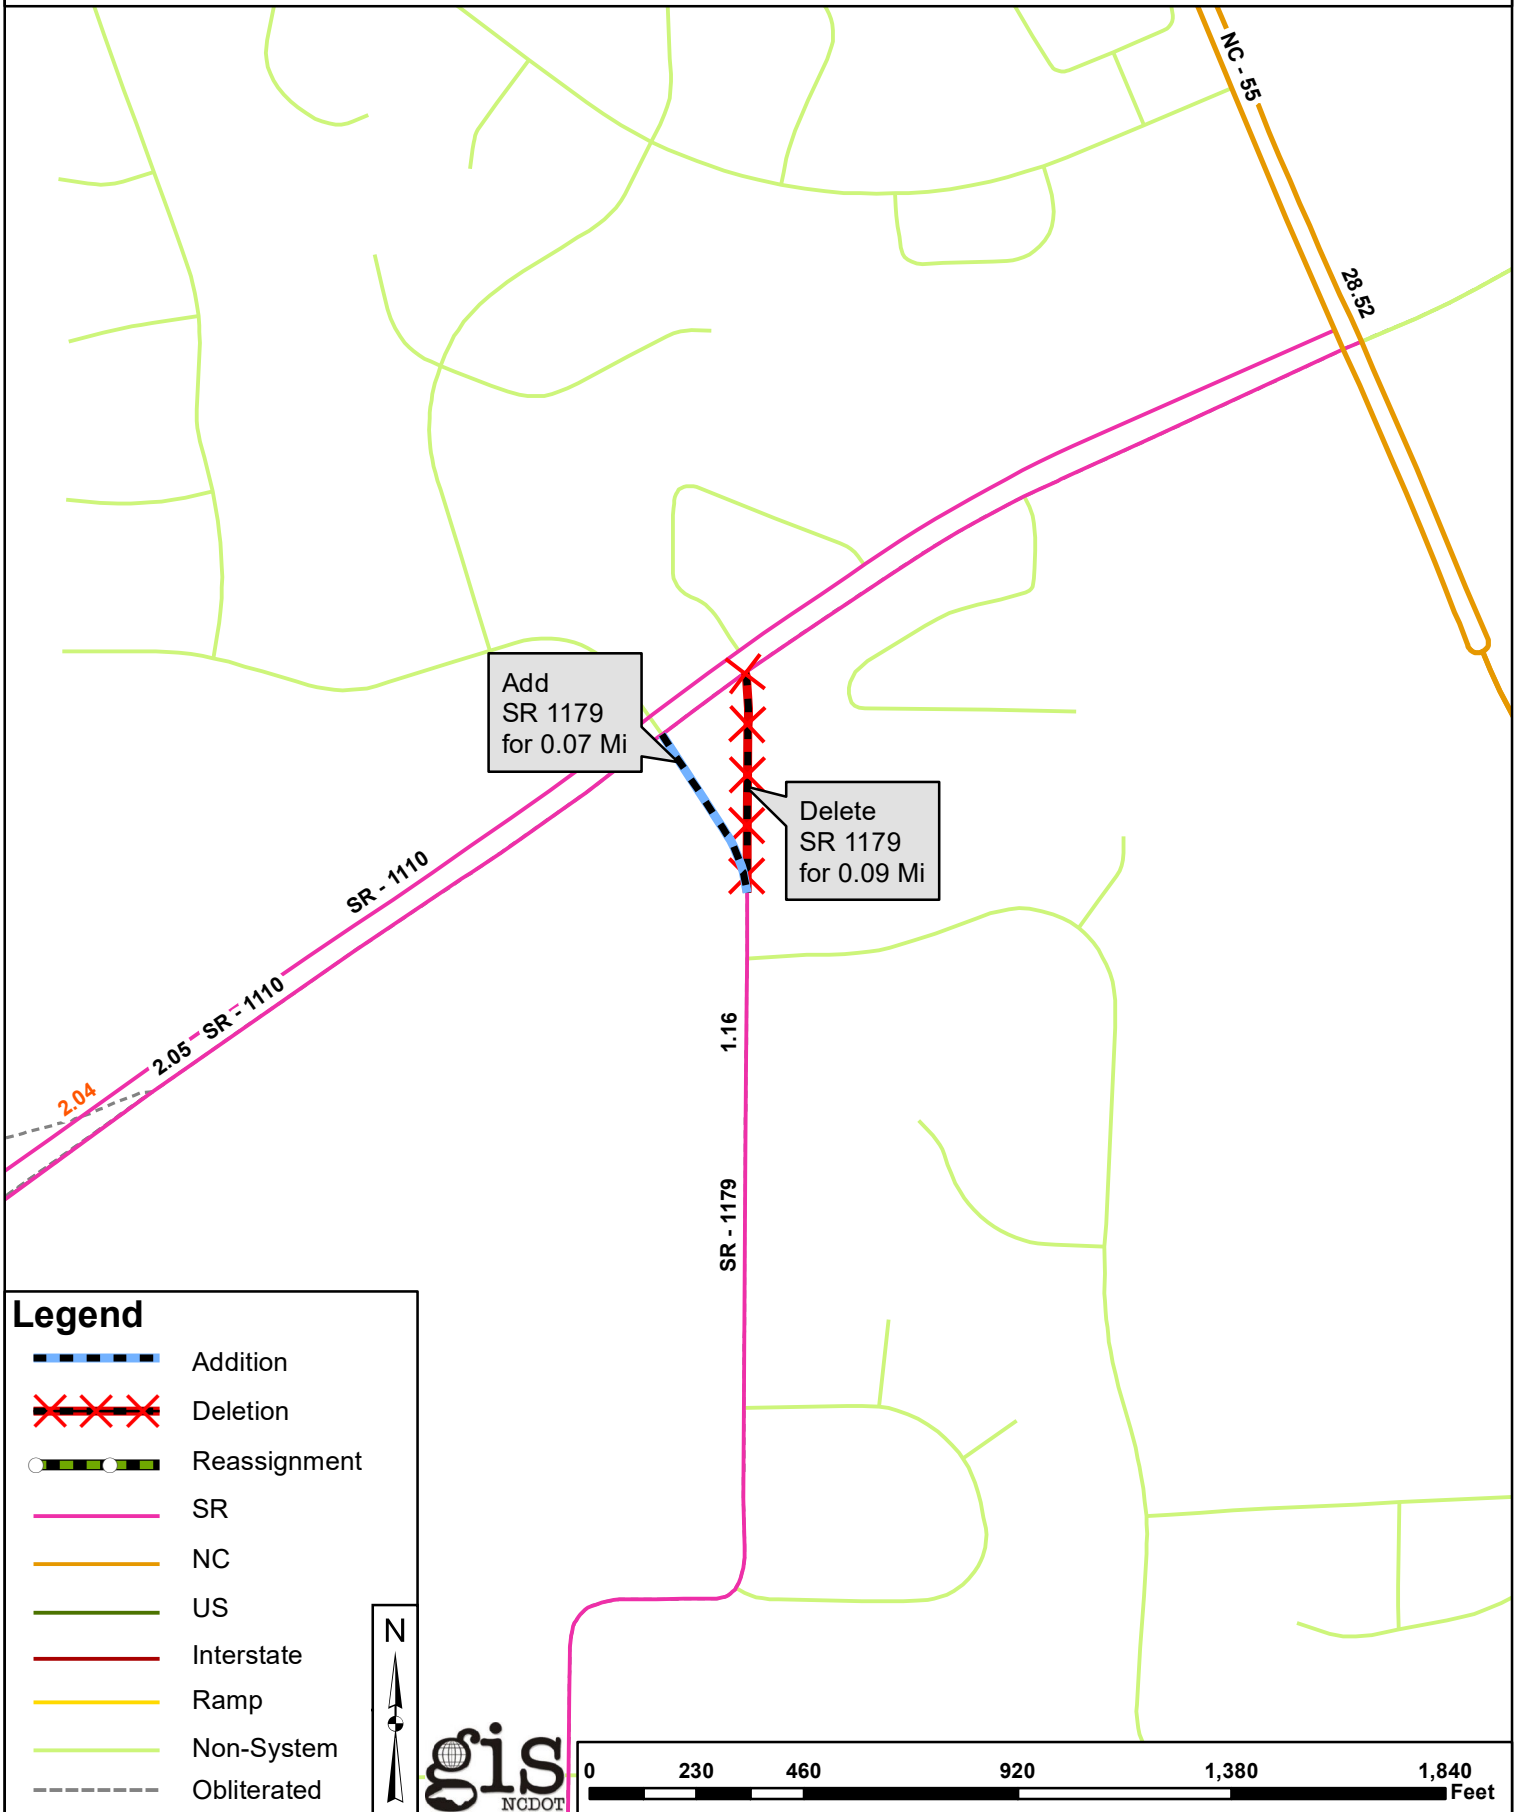 NC - 55
28.52
Add
SR 1179
for 0.07 Mi
Delete
SR 1179
for 0.09 Mi
SR - 1110
SR - 1110
2.05
2.04
1.16
SR - 1179
Legend
Addition
Deletion
Reassignment
SR
NC
US
Interstate
Ramp
Non-System
Obliterated
N
gis
NCDOT
0 230 460 920 1,380 1,840
Feet